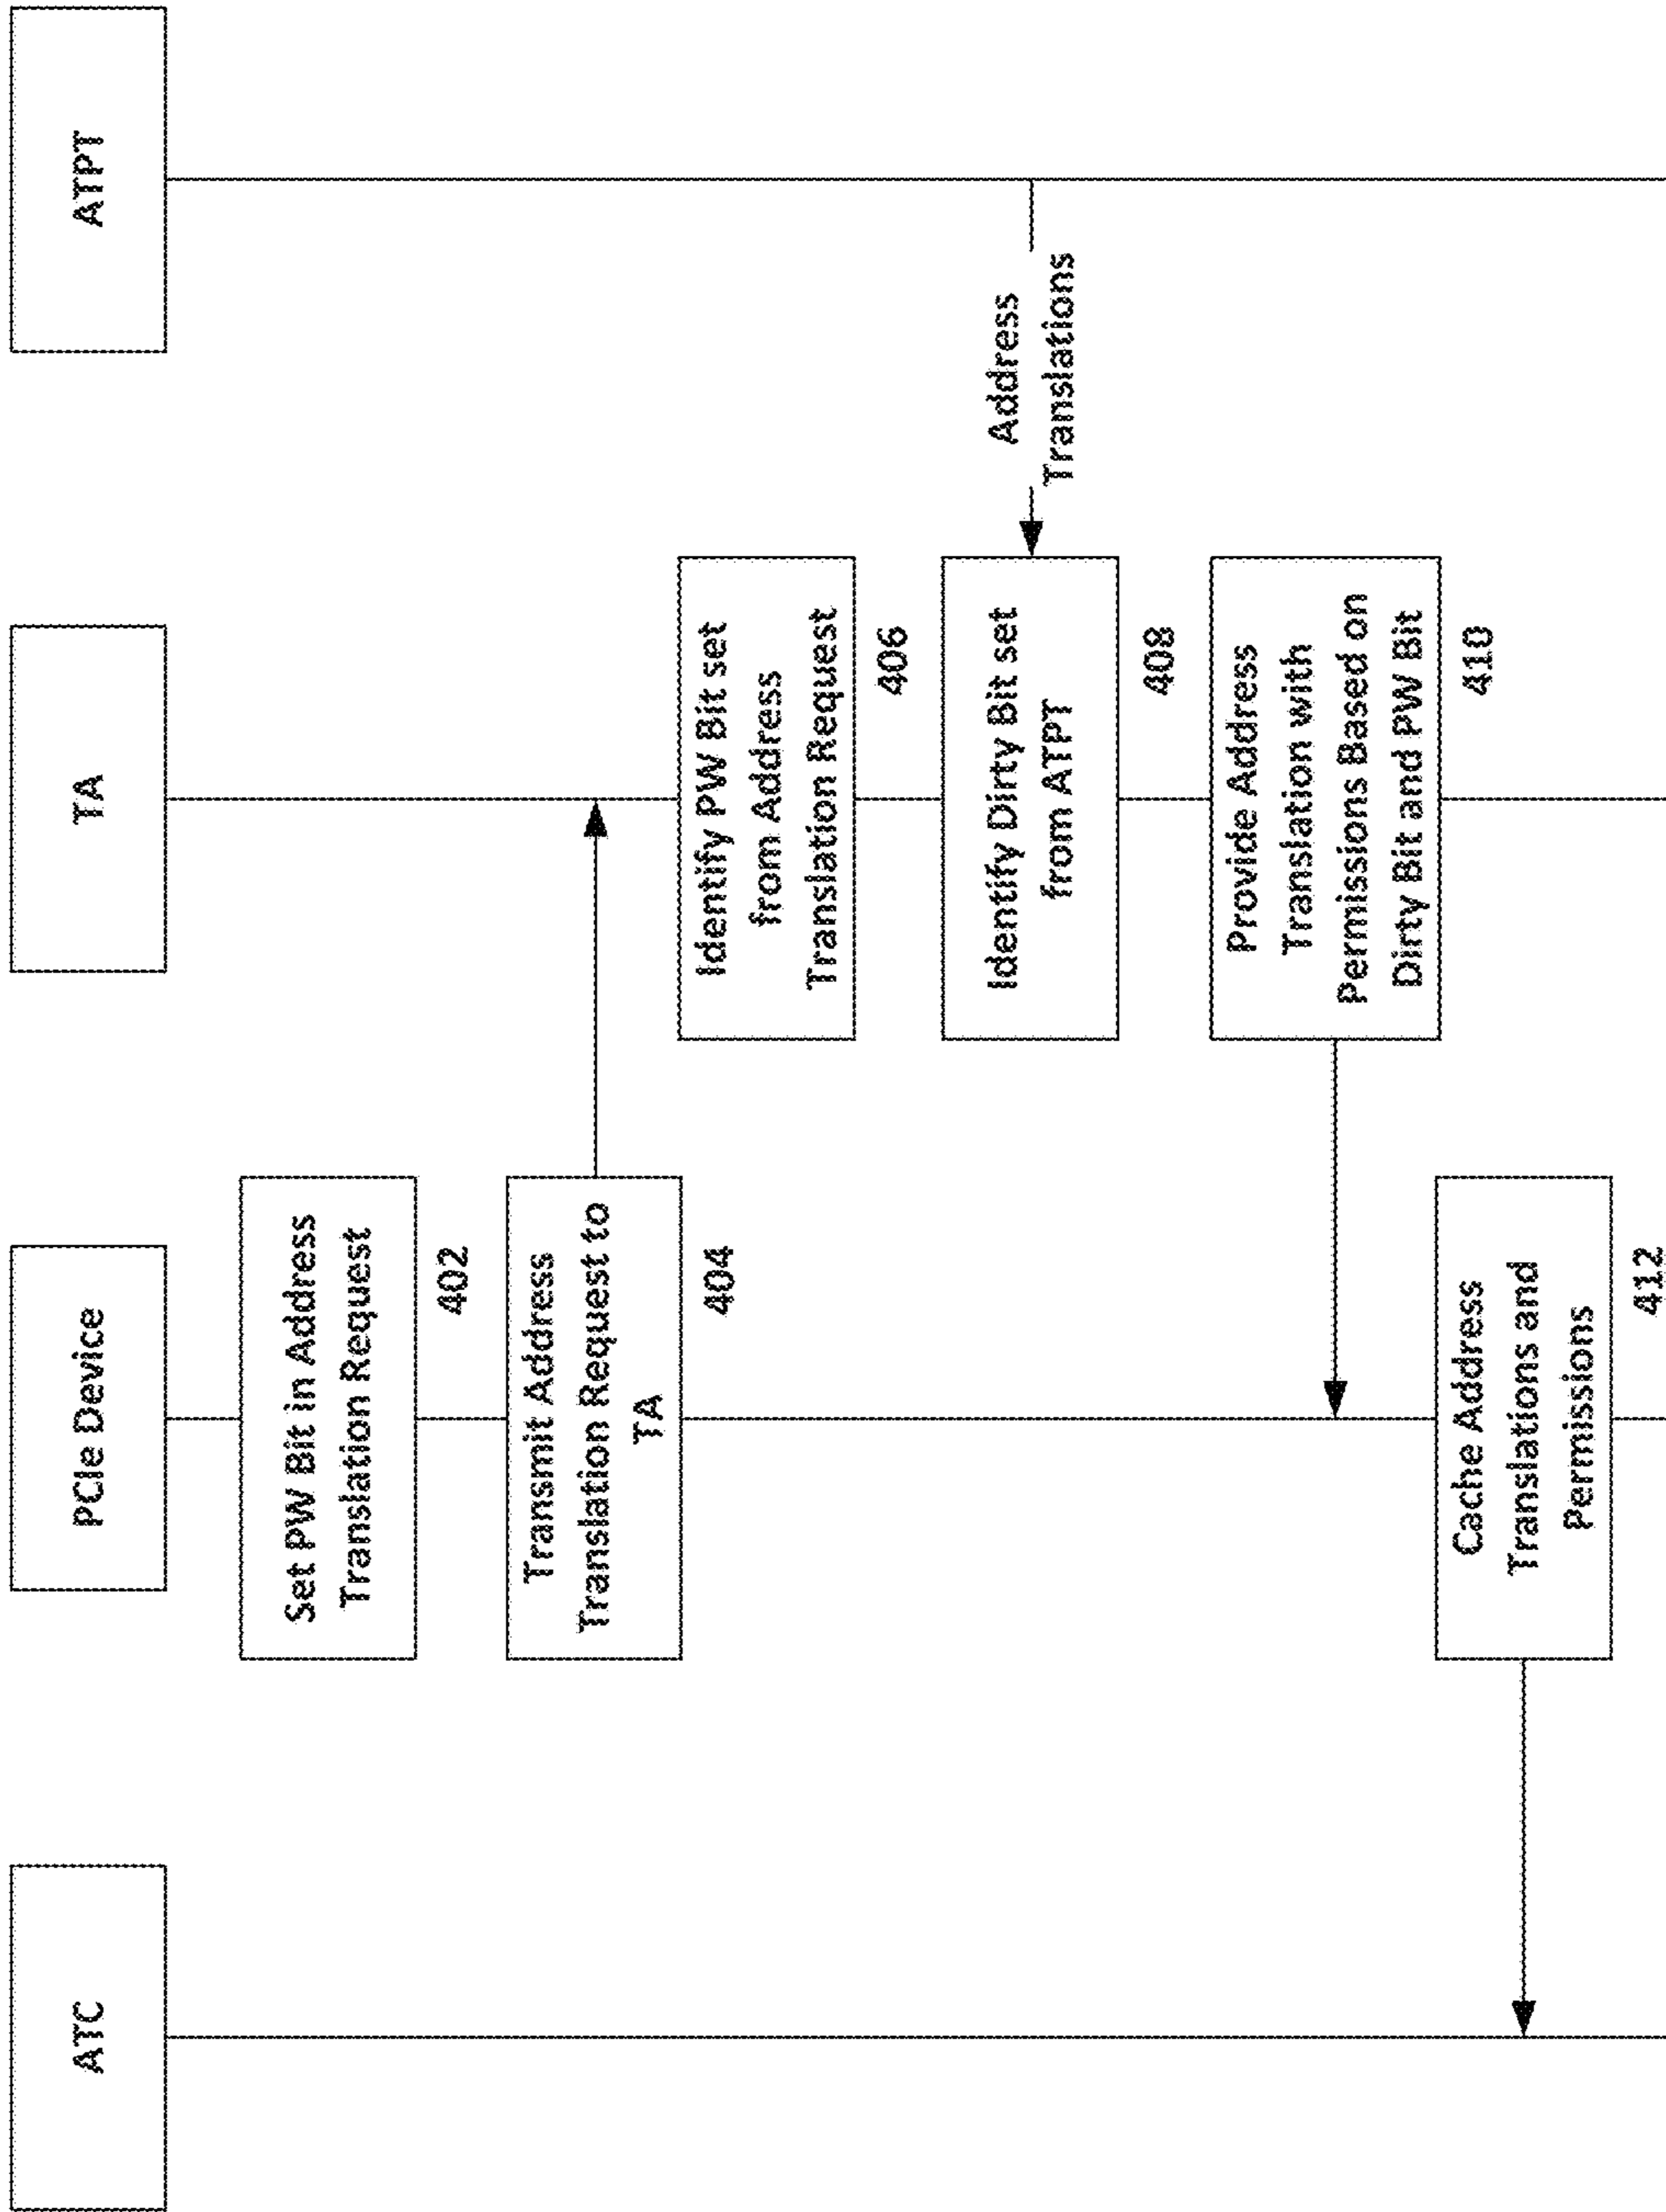 ATC
PCIe Device
TA
ATPT
Set PW Bit in Address
Translation Request
402
Transmit Address
Translation Request to
TA
404
Identify PW Bit set
from Address
Translation Request
406
Address
Translations
Identify Dirty Bit set
from ATPT
408
Provide Address
Translation with
Permissions Based on
Dirty Bit and PW Bit
410
Cache Address
Translations and
Permissions
412